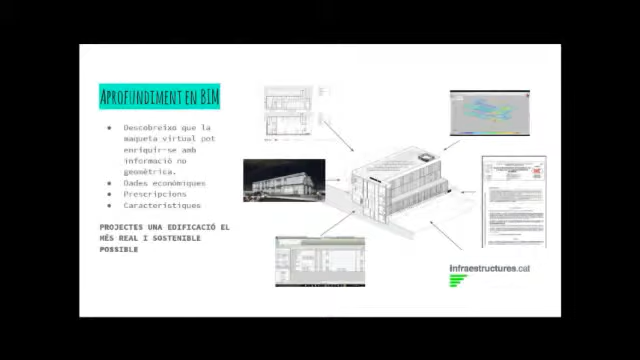 APROFUNDIMENT EN BIM
Descobreixo que la
maqueta virtual pot
enriquir-se amb
informació no
geomètrica.
Dades econòmiques
Prescripcions
Característiques
PROJECTES UNA EDIFICACIÓ EL
MÉS REAL I SOSTENIBLE
POSSIBLE
infraestructures.cat